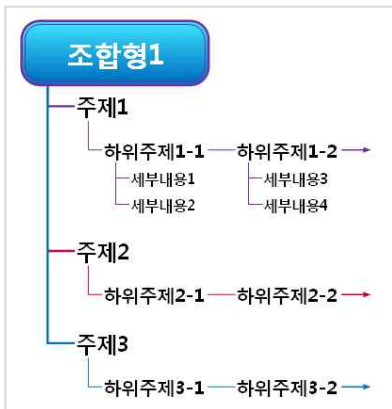 조합형1
주제1
하위주제1-1 하위주제1-2
세부내용1 세부내용3
세부내용2 세부내용4
주제2
하위주제2-1 하위주제2-2
주제3
하위주제3-1 하위주제3-2